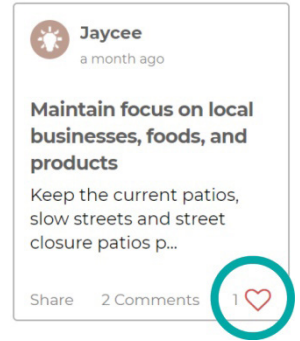 Jaycee
a month ago
Maintain focus on local
businesses, foods, and
products
Keep the current patios,
slow streets and street
closure patios p...
Share 2 Comments 1